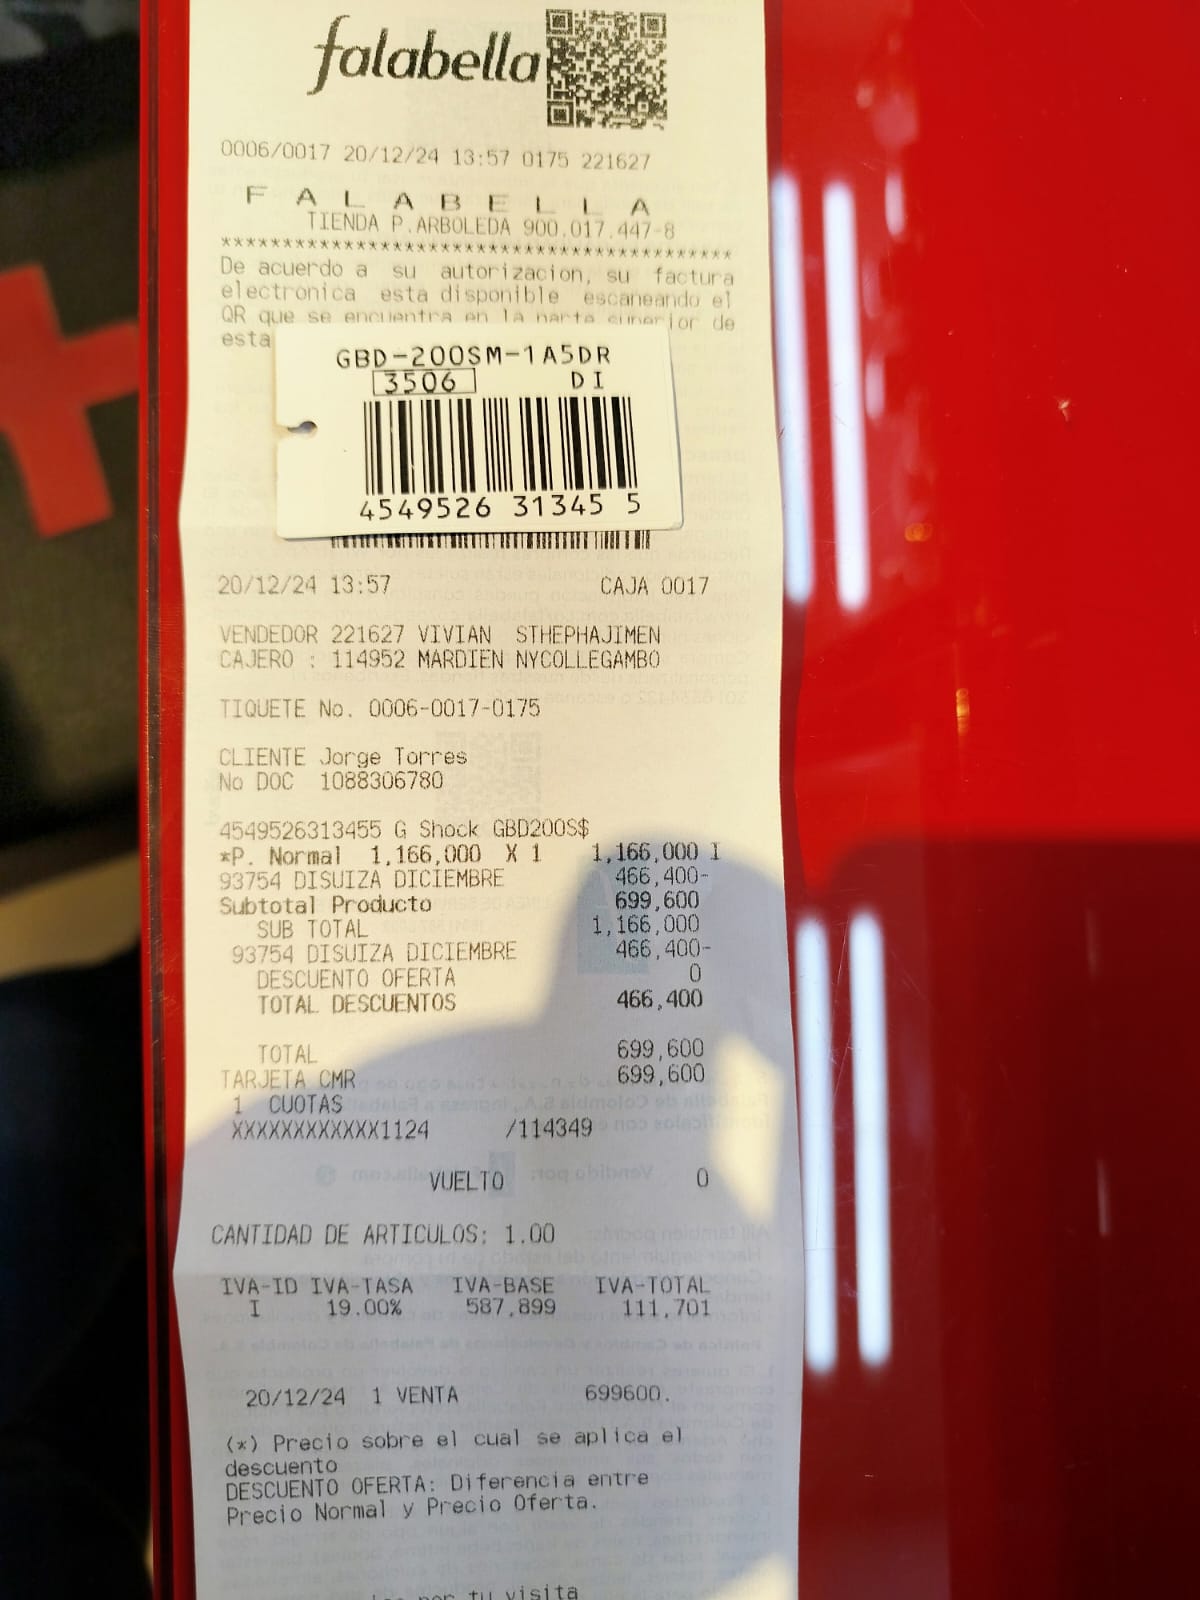 falabella
0006/0017 20/12/24 13:57 0175 221627
F A L A B E L L A
TIENDA P.ARBOLEDA 900.017.447-8
******************************************
De acuerdo a su autorizacion, su factura
electronica esta disponible escaneando el
QR que se encuentra en la parte superior de
esta
GBD-200SM-1A5DR
3506 DI
4549526 31345 5
20/12/24 13:57 CAJA 0017
VENDEDOR 221627 VIVIAN STHEPHAJIMEN
CAJERO : 114952 MARDIEN NYCOLLEGAMBO
TIQUETE No. 0006-0017-0175
CLIENTE Jorge Torres
No DOC 1088306780
4549526313455 G Shock GBD200S$
*P. Normal 1,166,000 X 1 1,166,000 I
93754 DISUIZA DICIEMBRE 466,400-
Subtotal Producto 699,600
SUB TOTAL 1,166,000
93754 DISUIZA DICIEMBRE 466,400-
DESCUENTO OFERTA 0
TOTAL DESCUENTOS 466,400
TOTAL 699,600
TARJETA CMR 699,600
1 CUOTAS
XXXXXXXXXXXX1124 /114349
VUELTO 0
CANTIDAD DE ARTICULOS: 1.00
IVA-ID IVA-TASA IVA-BASE IVA-TOTAL
I 19.00% 587,899 111,701
20/12/24 1 VENTA 699600.
(*) Precio sobre el cual se aplica el
descuento
DESCUENTO OFERTA: Diferencia entre
Precio Normal y Precio Oferta.
por tu visita